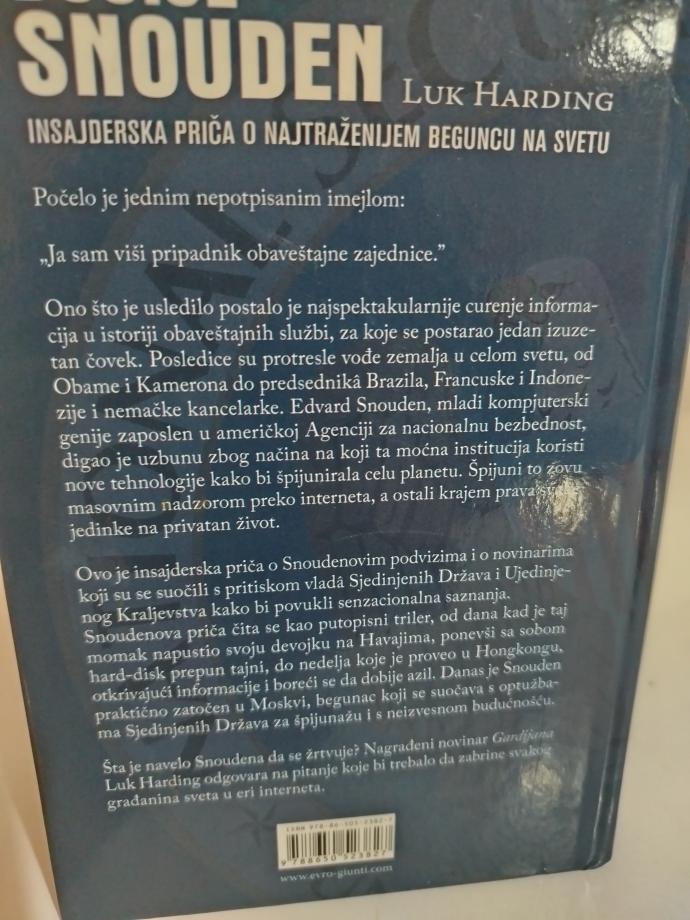 SNOUDEN
LUK HARDING
INSAJDERSKA PRIČA O NAJTRAŽENIJEM BEGUNCU NA SVETU
Počelo je jednim nepotpisanim imejlom:
„Ja sam viši pripadnik obaveštajne zajednice.”
Ono što je usledilo postalo je najspektakularnije curenje informa-
cija u istoriji obaveštajnih službi, za koje se postarao jedan izuze-
tan čovek. Posledice su protresle vođe zemalja u celom svetu, od
Obame i Kamerona do predsednikâ Brazila, Francuske i Indone-
zije i nemačke kancelarke. Edvard Snouden, mladi kompjuterski
genije zaposlen u američkoj Agenciji za nacionalnu bezbednost,
digao je uzbunu zbog načina na koji ta moćna institucija koristi
nove tehnologije kako bi špijunirala celu planetu. Špijuni to zovu
masovnim nadzorom preko interneta, a ostali krajem prava
jedinke na privatan život.
Ovo je insajderska priča o Snoudenovim podvizima i o novinarima
koji su se suočili s pritiskom vladâ Sjedinjenih Država i Ujedinje-
nog Kraljevstva kako bi povukli senzacionalna saznanja.
Snoudenova priča čita se kao putopisni triler, od dana kad je taj
momak napustio svoju devojku na Havajima, ponevši sa sobom
hard-disk prepun tajni, do nedelja koje je proveo u Hongkongu,
otkrivajući informacije i boreći se da dobije azil. Danas je Snouden
praktično zatočen u Moskvi, begunac koji se suočava s optužba-
ma Sjedinjenih Država za špijunažu i s neizvesnom budućnošću.
Šta je navelo Snoudena da se žrtvuje? Nagrađeni novinar Gardijana
Luk Harding odgovara na pitanje koje bi trebalo da zabrine svakog
građanina sveta u eri interneta.
ISBN 978-86-505-2382-7
9 788650 523827
www.evro-giunti.com